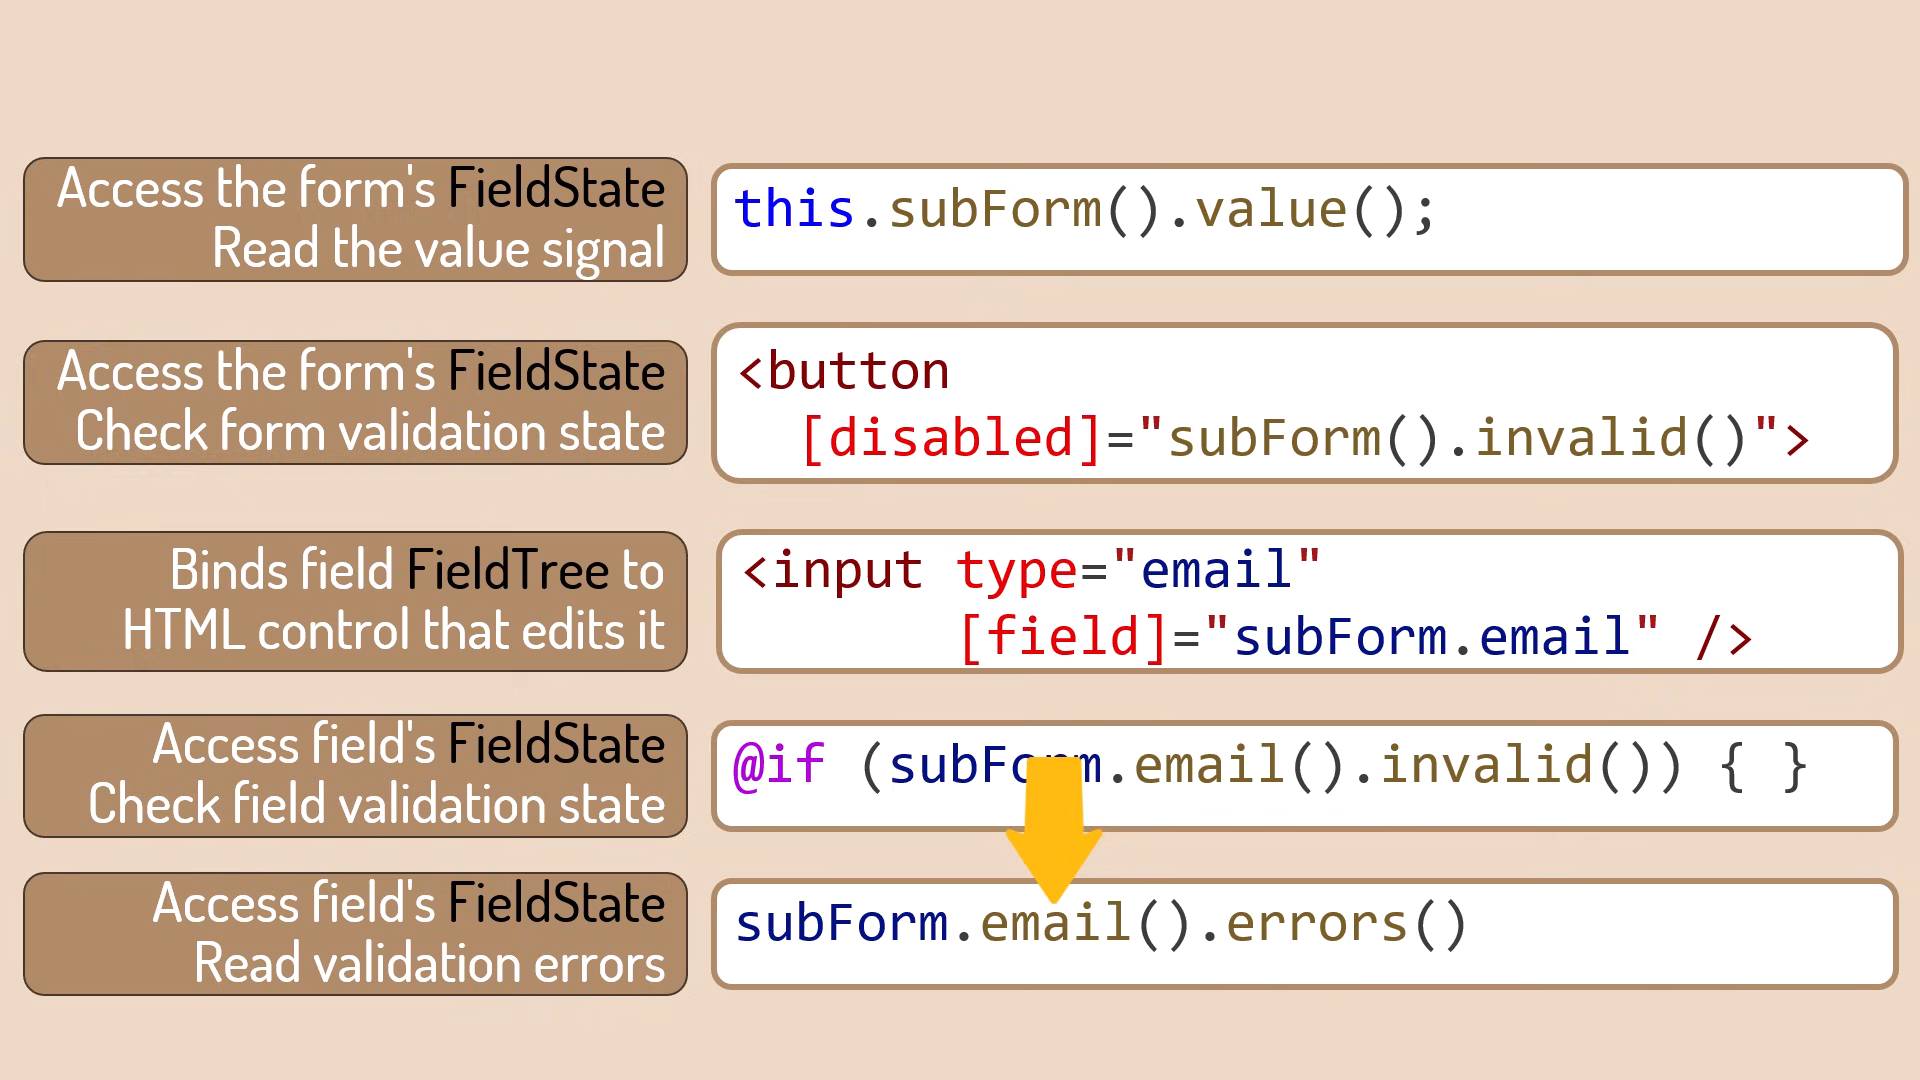 Access the form's FieldState
Read the value signal
this.subForm().value();
Access the form's FieldState
Check form validation state
<button
[disabled]="subForm().invalid()">
Binds field FieldTree to
HTML control that edits it
<input type="email"
[field]="subForm.email" />
Access field's FieldState
Check field validation state
@if (subForm.email().invalid()) { }
Access field's FieldState
Read validation errors
subForm.email().errors()